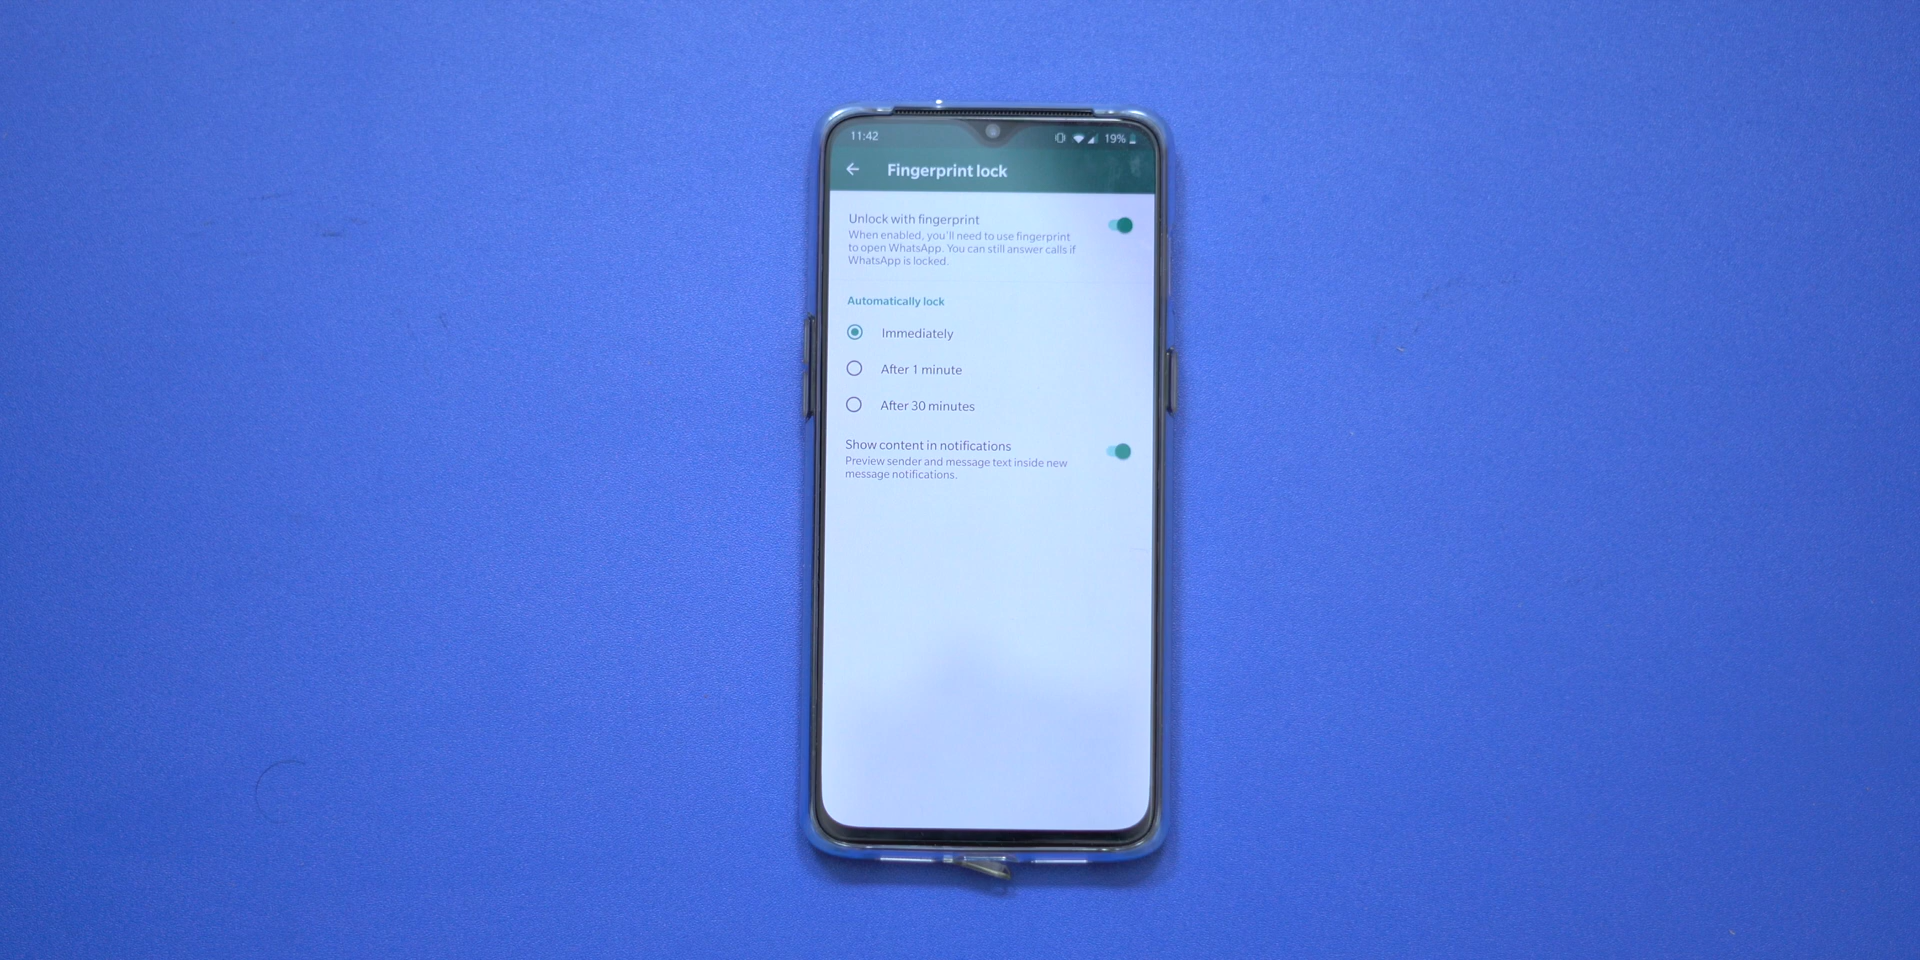 11:42
19%
Fingerprint lock
Unlock with fingerprint
When enabled, you'll need to use fingerprint
to open WhatsApp. You can still answer calls if
WhatsApp is locked.
Automatically lock
Immediately
After 1 minute
After 30 minutes
Show content in notifications
Preview sender and message text inside new
message notifications.